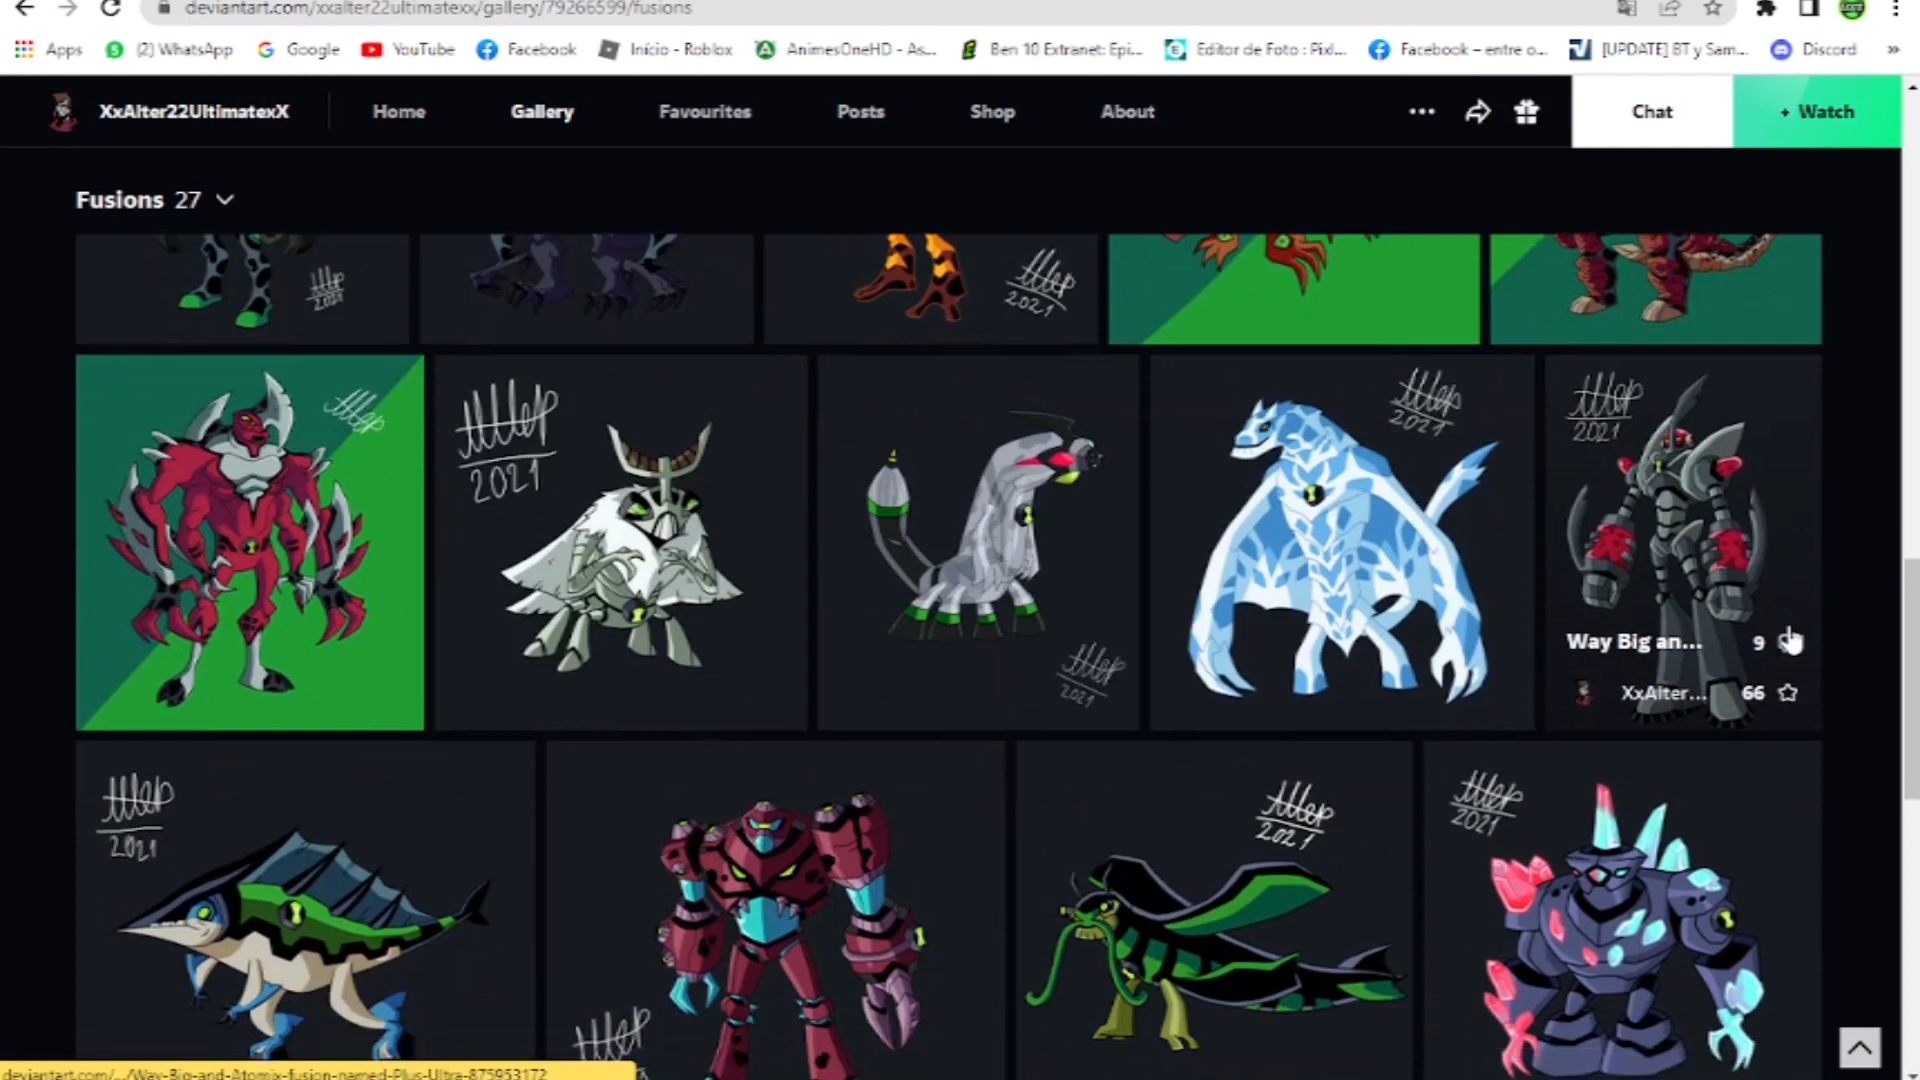 deviantart.com/xxalter22ultimatexx/gallery/79266599/fusions
Apps (2) WhatsApp Google YouTube Facebook Início - Roblox AnimesOneHD - As... Ben 10 Extranet: Epi... Editor de Foto : Pixl... Facebook – entre o... [UPDATE] BT y Sam... Discord »
XxAlter22UltimatexX Home Gallery Favourites Posts Shop About ... Chat + Watch
Fusions 27
2021
2021
2021
2021
2021
2021
Way Big an... 9
XxAlter... 66
2021
2021
2021
deviantart.com/.../Way-Big-and-Atomix-fusion-named-Plus-Ultra-875953172